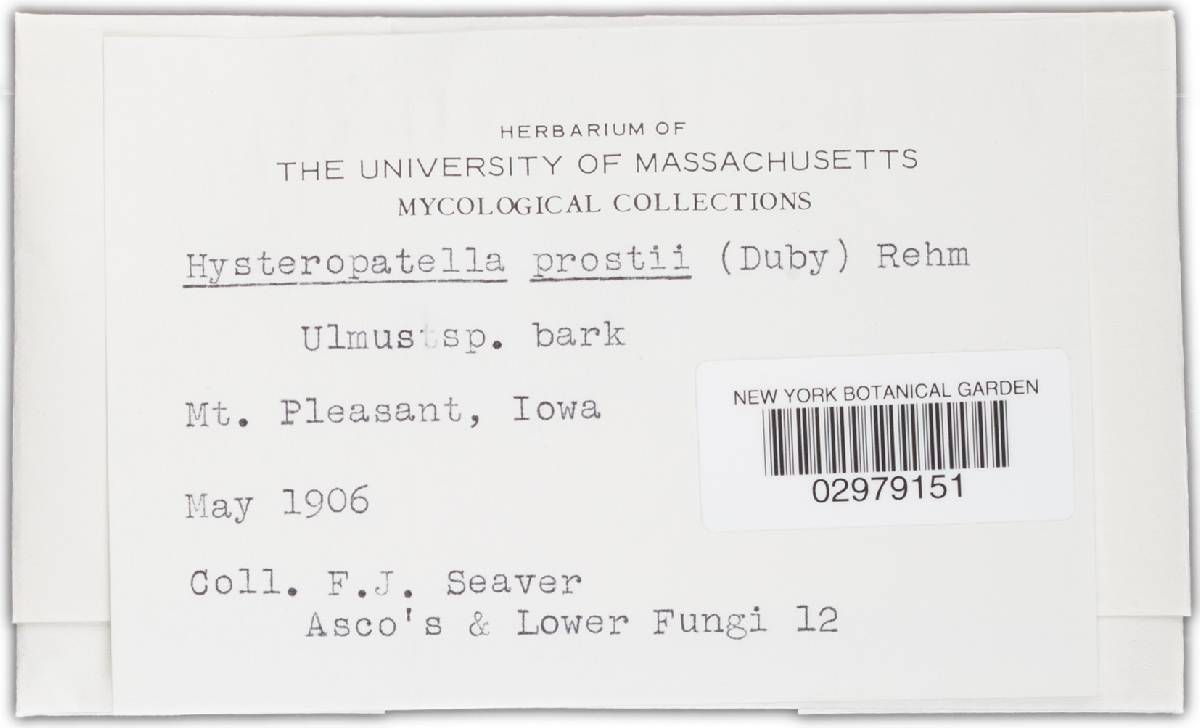 HERBARIUM OF
THE UNIVERSITY OF MASSACHUSETTS
MYCOLOGICAL COLLECTIONS
Hysteropatella prostii (Duby) Rehm
Ulmus sp. bark
Mt. Pleasant, Iowa
NEW YORK BOTANICAL GARDEN
02979151
May 1906
Coll. F.J. Seaver
Asco's & Lower Fungi 12